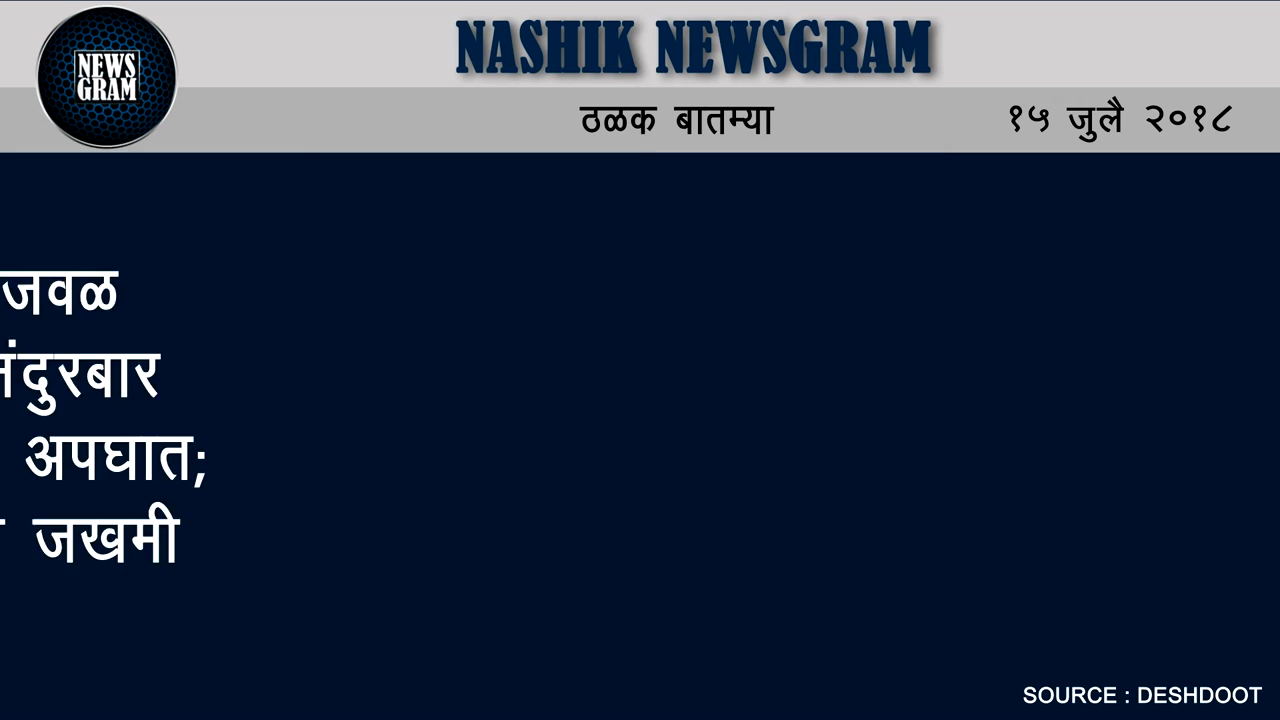 NEWS
GRAM
NASHIK NEWSGRAM
ठळक बातम्या
१५ जुलै २०१८
जवळ
नंदुरबार
अपघात;
जखमी
SOURCE : DESHDOOT